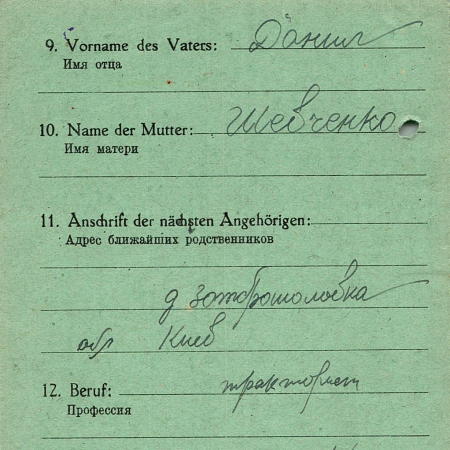 9. Vorname des Vaters: Данил
Имя отца
10. Name der Mutter: Шевченко
Имя матери
11. Anschrift der nächsten Angehörigen:
Адрес ближайших родственников
д
обл Киев
12. Beruf: тракторист
Профессия